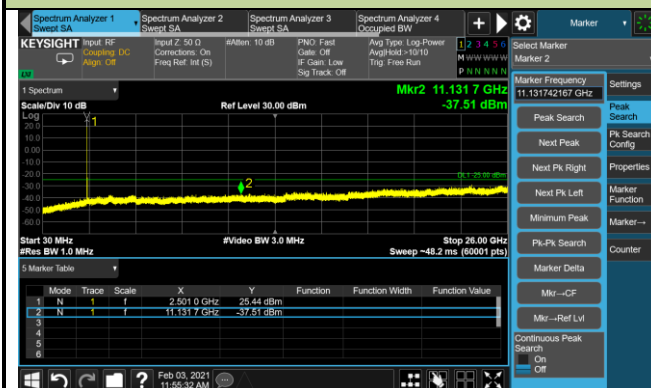 Spectrum Analyzer 1
Swept SA
Spectrum Analyzer 2
Swept SA
Spectrum Analyzer 3
Swept SA
Spectrum Analyzer 4
Occupied BW
+
Marker
KEYSIGHT
Input: RF
Coupling: DC
Align: Off
Input Z: 50 Ω
Corrections: On
Freq Ref: Int (S)
#Atten: 10 dB
PNO: Fast
Gate: Off
IF Gain: Low
Sig Track: Off
Avg Type: Log-Power
Avg|Hold:>10/10
Trig: Free Run
1 2 3 4 5 6
M W W W W W
P N N N N N
LXI
Select Marker
Marker 2
Marker Frequency
11.131742167 GHz
Settings
Peak Search
Next Peak
Next Pk Right
Next Pk Left
Minimum Peak
Pk-Pk Search
Marker Delta
Mkr→CF
Mkr→Ref Lvl
Continuous Peak
Search
On
Off
Peak
Search
Pk Search
Config
Properties
Marker
Function
Marker→
Counter
1 Spectrum
Scale/Div 10 dB
Ref Level 30.00 dBm
Mkr2 11.131 7 GHz
-37.51 dBm
Log
20.0
10.0
0.00
-10.0
-20.0
-30.0
-40.0
-50.0
-60.0
1
2
DL1 -25.00 dBm
Start 30 MHz
#Res BW 1.0 MHz
#Video BW 3.0 MHz
Stop 26.00 GHz
Sweep ~48.2 ms (60001 pts)
5 Marker Table
Mode Trace Scale X Y Function Function Width Function Value
1 N 1 f 2.501 0 GHz 25.44 dBm
2 N 1 f 11.131 7 GHz -37.51 dBm
3
4
5
6
?
Feb 03, 2021
11:55:32 AM